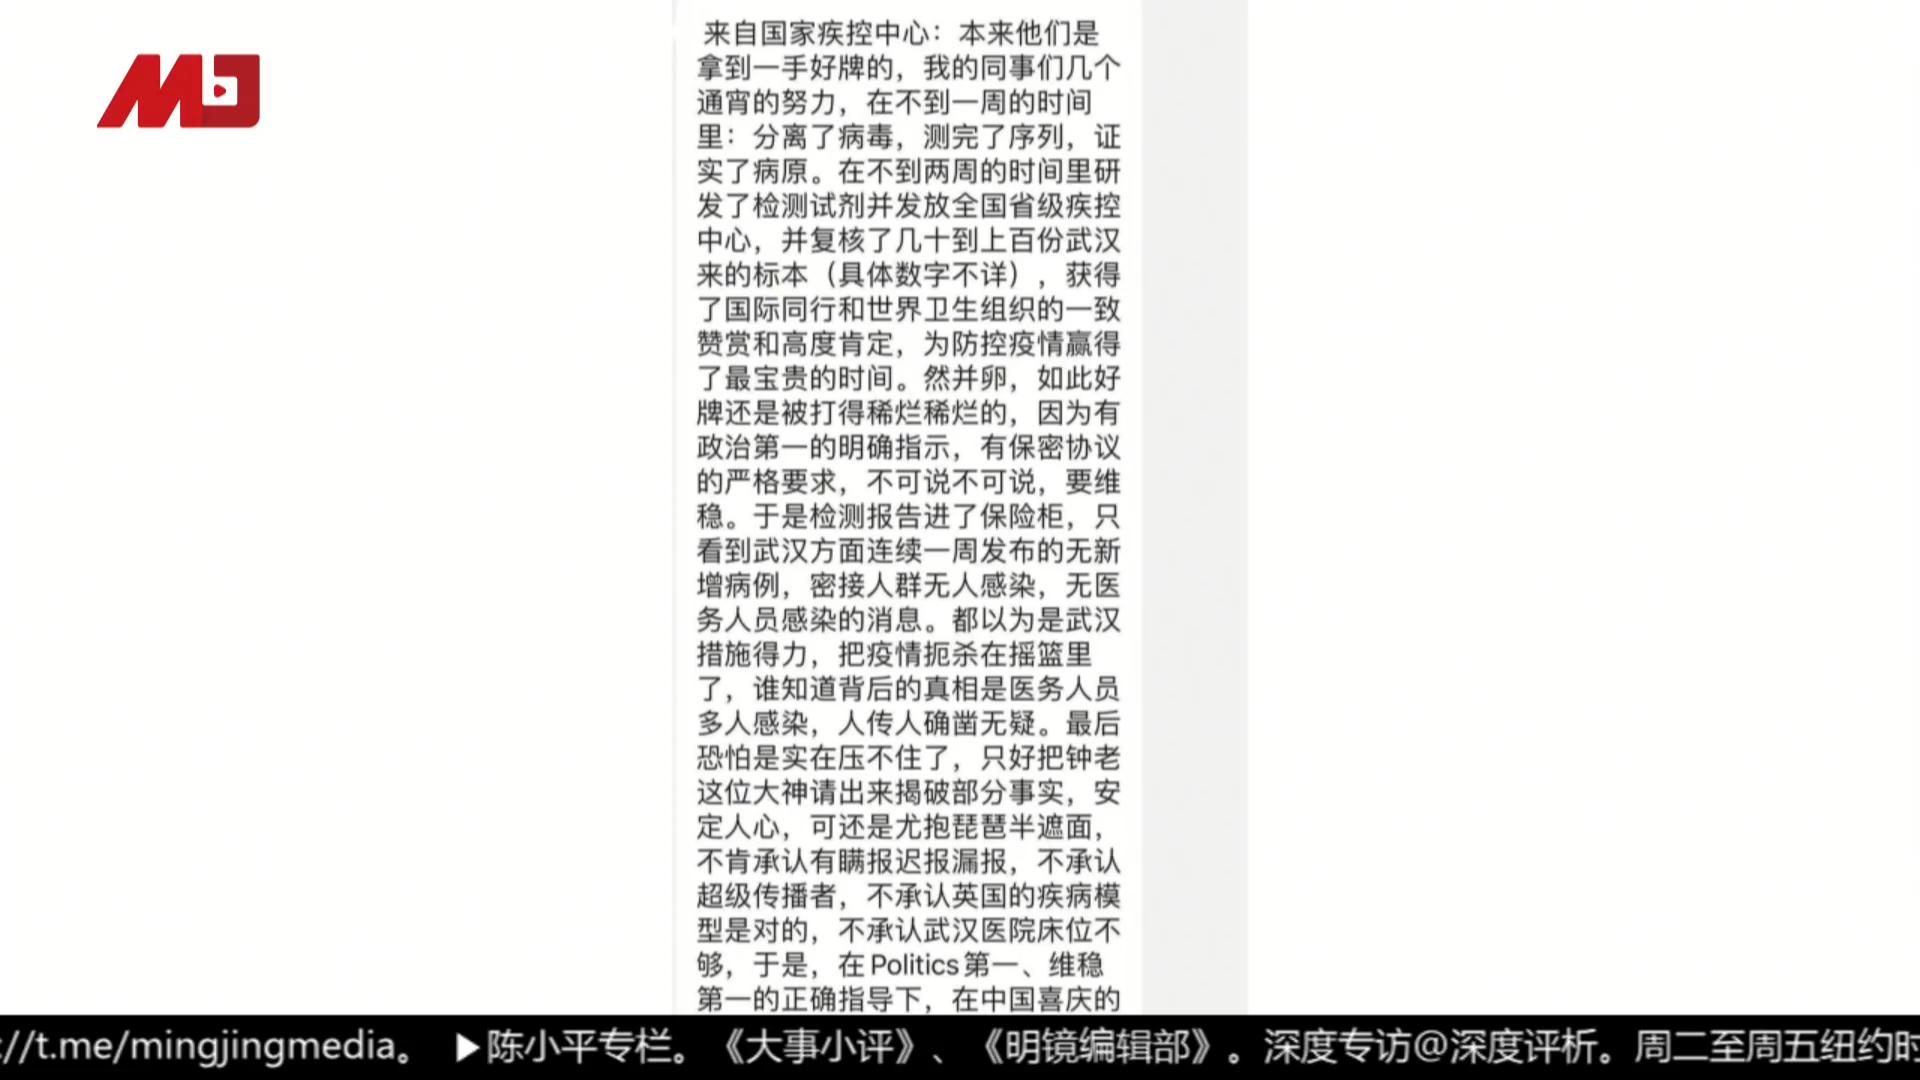 MJ
来自国家疾控中心：本来他们是
拿到一手好牌的，我的同事们几个
通宵的努力，在不到一周的时间
里：分离了病毒，测完了序列，证
实了病原。在不到两周的时间里研
发了检测试剂并发放全国省级疾控
中心，并复核了几十到上百份武汉
来的标本（具体数字不详），获得
了国际同行和世界卫生组织的一致
赞赏和高度肯定，为防控疫情赢得
了最宝贵的时间。然并卵，如此好
牌还是被打得稀烂稀烂的，因为有
政治第一的明确指示，有保密协议
的严格要求，不可说不可说，要维
稳。于是检测报告进了保险柜，只
看到武汉方面连续一周发布的无新
增病例，密接人群无人感染，无医
务人员感染的消息。都以为是武汉
措施得力，把疫情扼杀在摇篮里
了，谁知道背后的真相是医务人员
多人感染，人传人确凿无疑。最后
恐怕是实在压不住了，只好把钟老
这位大神请出来揭破部分事实，安
定人心，可还是尤抱琵琶半遮面，
不肯承认有瞒报迟报漏报，不承认
超级传播者，不承认英国的疾病模
型是对的，不承认武汉医院床位不
够，于是，在Politics第一、维稳
第一的正确指导下，在中国喜庆的
://t.me/mingjingmedia。 ▶陈小平专栏。《大事小评》、《明镜编辑部》。深度专访@深度评析。周二至周五纽约时